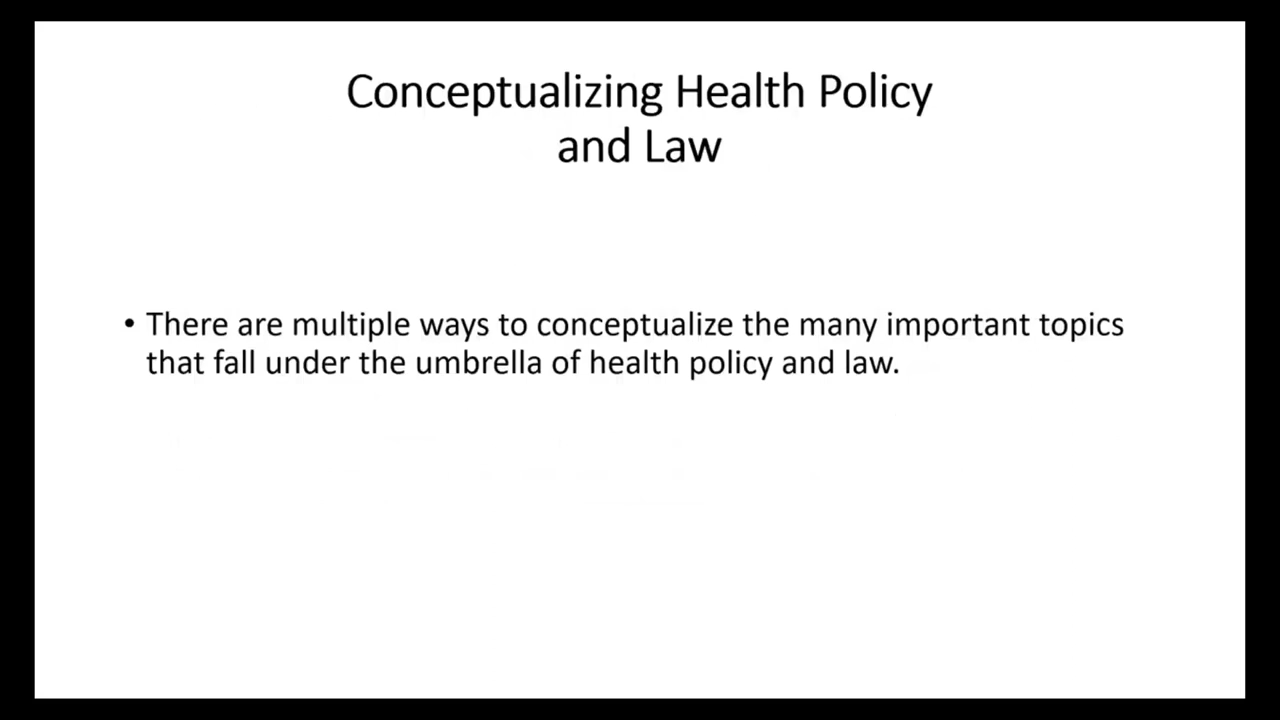 Conceptualizing Health Policy
and Law
• There are multiple ways to conceptualize the many important topics
that fall under the umbrella of health policy and law.